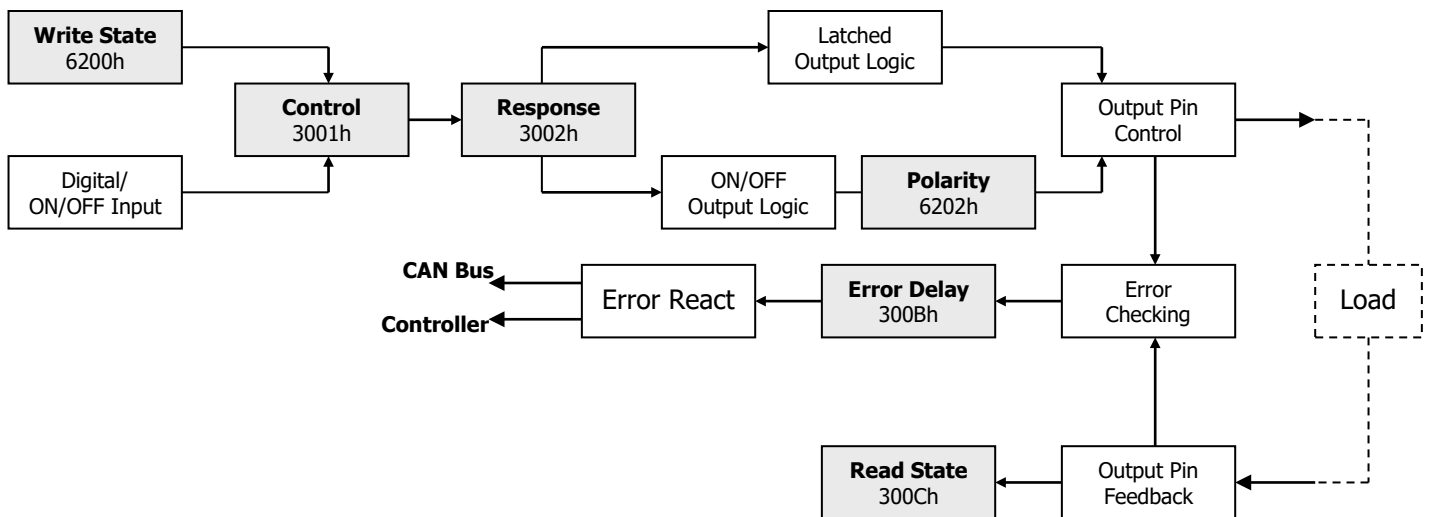 Write State
6200h
Latched
Output Logic
Control
3001h
Response
3002h
Output Pin
Control
Digital/
ON/OFF Input
ON/OFF
Output Logic
Polarity
6202h
CAN Bus
Controller
Error React
Error Delay
300Bh
Error
Checking
Load
Read State
300Ch
Output Pin
Feedback